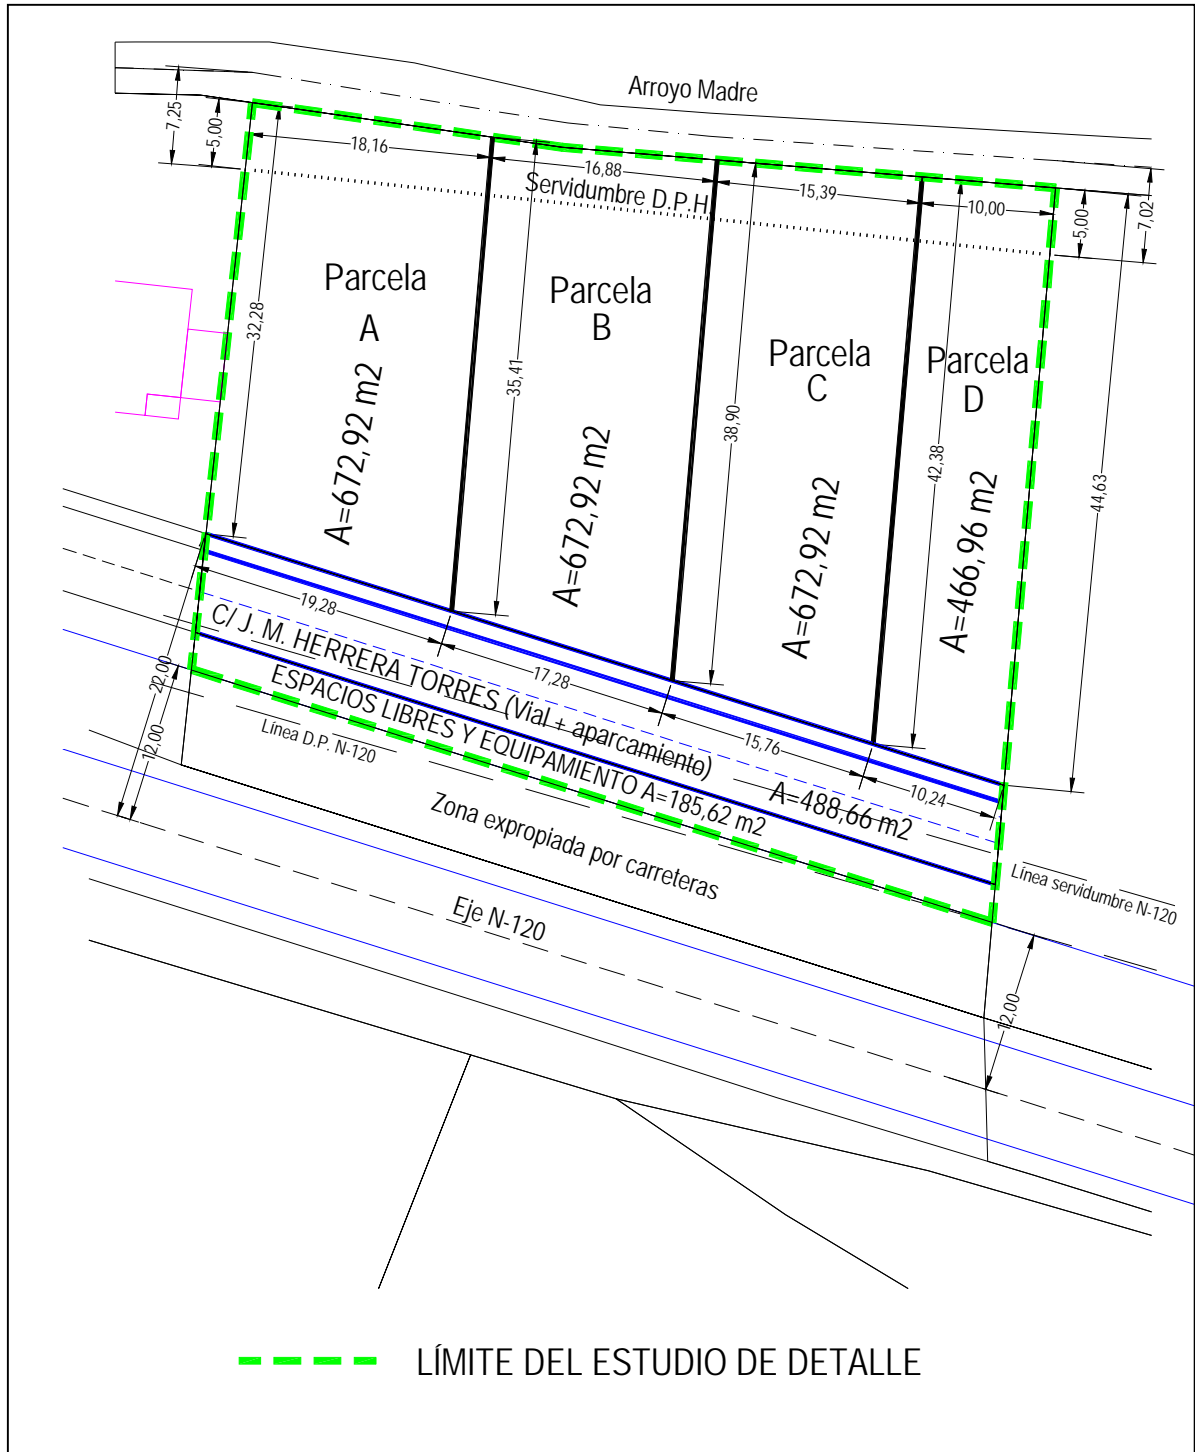 Arroyo Madre
7,25
5,00
18,16
16,88
15,39
10,00
5,00
7,02
Servidumbre D.P.H.
Parcela
A
A=672,92 m2
32,28
Parcela
B
A=672,92 m2
35,41
Parcela
C
A=672,92 m2
38,90
Parcela
D
A=466,96 m2
42,38
44,63
19,28
17,28
15,76
10,24
C/ J. M. HERRERA TORRES (Vial + aparcamiento)
A=488,66 m2
ESPACIOS LIBRES Y EQUIPAMIENTO A=185,62 m2
22,00
12,00
Línea D.P. N-120
Zona expropiada por carreteras
Línea servidumbre N-120
Eje N-120
12,00
LÍMITE DEL ESTUDIO DE DETALLE